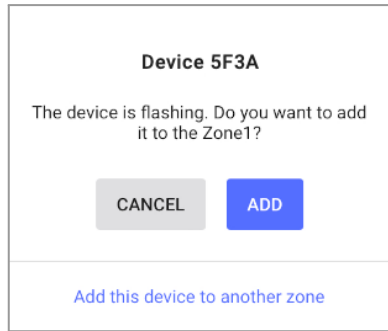 Device 5F3A
The device is flashing. Do you want to add
it to the Zone1?
CANCEL
ADD
Add this device to another zone